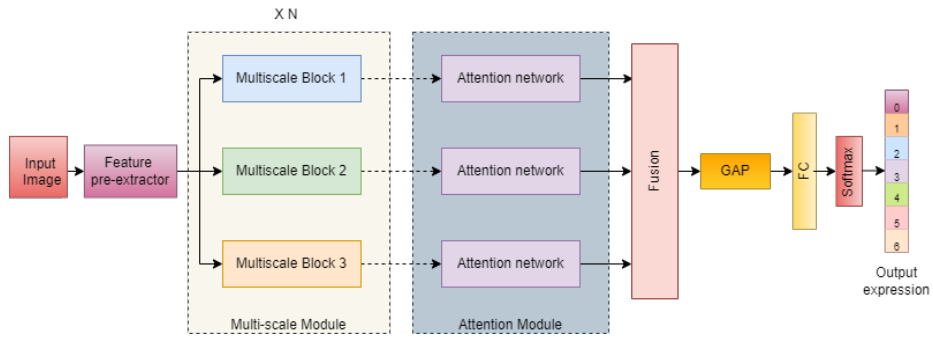 X N
Input
Image
Feature
pre-extractor
Multiscale Block 1
Multiscale Block 2
Multiscale Block 3
Multi-scale Module
Attention network
Attention network
Attention network
Attention Module
Fusion
GAP
FC
Softmax
0
1
2
3
4
5
6
Output
expression